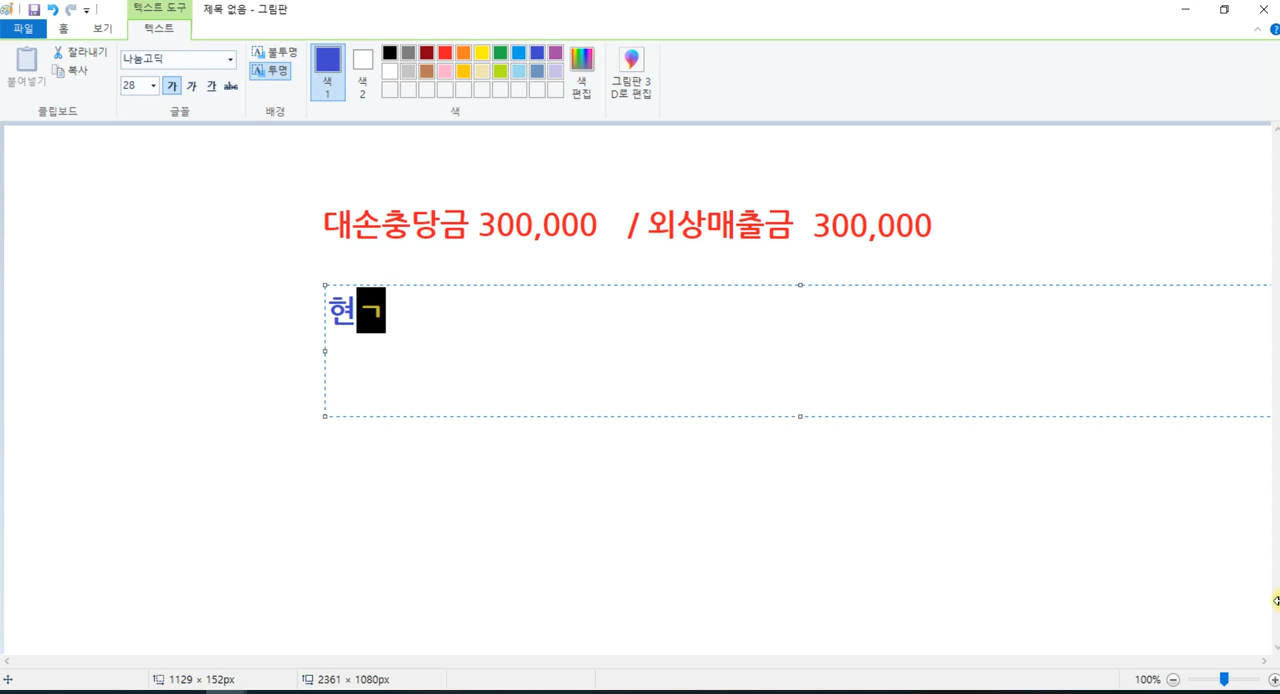 텍스트 도구
제목 없음 - 그림판
파일
홈
보기
텍스트
붙여넣기
잘라내기
복사
클립보드
나눔고딕
28
가
가
가
abc
글꼴
불투명
투명
배경
색
1
색
2
색
편집
색
그림판 3
D로 편집
대손충당금 300,000 / 외상매출금 300,000
현ㄱ
1129 × 152px
2361 × 1080px
100%